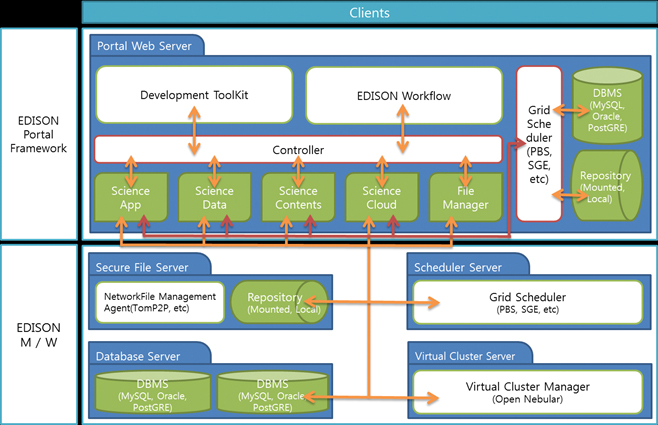 Clients
EDISON
Portal
Framework
Portal Web Server
Development ToolKit
EDISON Workflow
Controller
Science
App
Science
Data
Science
Contents
Science
Cloud
File
Manager
Grid
Sche
duler
(PBS,
SGE,
etc)
DBMS
(MySQL,
Oracle,
PostGRE)
Repository
(Mounted,
Local)
EDISON
M / W
Secure File Server
NetworkFile Management
Agent(TomP2P, etc)
Repository
(Mounted, Local)
Scheduler Server
Grid Scheduler
(PBS, SGE, etc)
Database Server
DBMS
(MySQL, Oracle,
PostGRE)
DBMS
(MySQL, Oracle,
PostGRE)
Virtual Cluster Server
Virtual Cluster Manager
(Open Nebular)